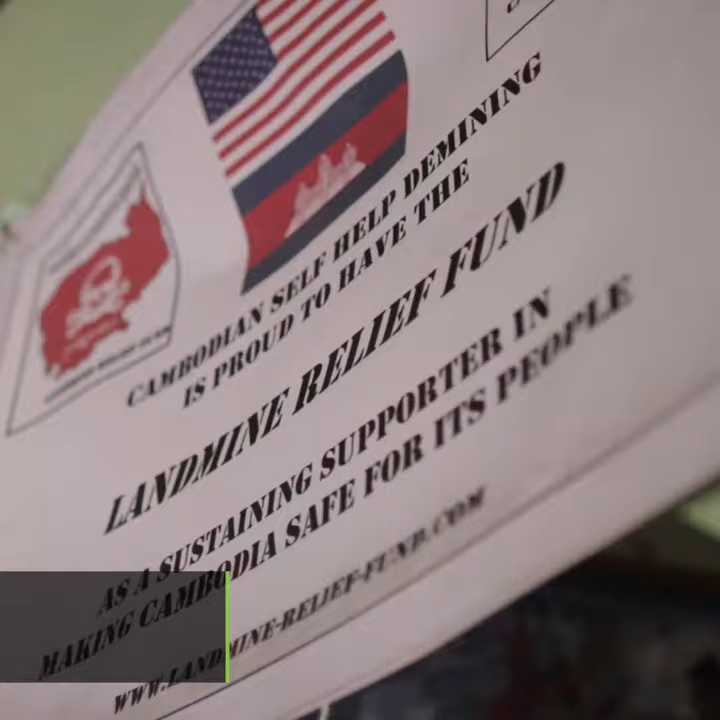 CAMBODIAN SELF HELP DEMINING
IS PROUD TO HAVE THE
LANDMINE RELIEF FUND
AS A SUSTAINING SUPPORTER IN
MAKING CAMBODIA SAFE FOR ITS PEOPLE
WWW.LANDMINE-RELIEF-FUND.COM